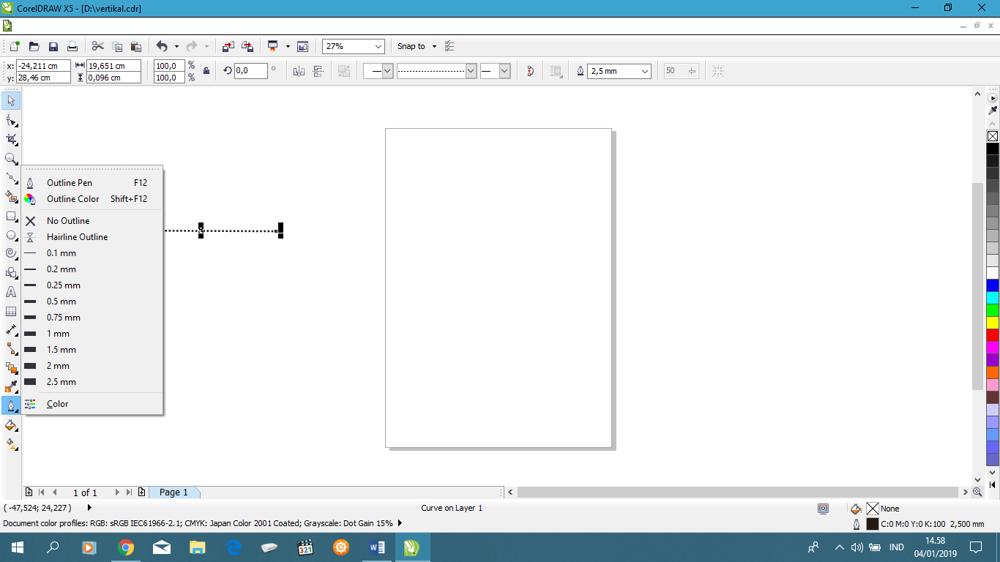 CorelDRAW X5 - [D:\vertikal.cdr]
27%
Snap to
x: -24,211 cm
y: 28,46 cm
19,651 cm
0,096 cm
100,0 %
100,0 %
0,0 °
2,5 mm
50
Outline Pen F12
Outline Color Shift+F12
No Outline
Hairline Outline
0.1 mm
0.2 mm
0.25 mm
0.5 mm
0.75 mm
1 mm
1.5 mm
2 mm
2.5 mm
Color
1 of 1
Page 1
( -47,524; 24,227 )
Curve on Layer 1
None
Document color profiles: RGB: sRGB IEC61966-2.1; CMYK: Japan Color 2001 Coated; Grayscale: Dot Gain 15%
C:0 M:0 Y:0 K:100 2,500 mm
321
IND
14.58
04/01/2019